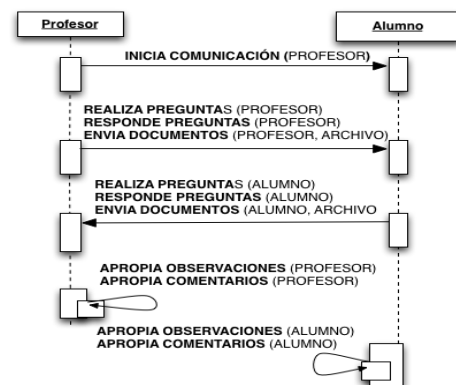 Profesor
Alumno
INICIA COMUNICACIÓN (PROFESOR)
REALIZA PREGUNTAS (PROFESOR)
RESPONDE PREGUNTAS (PROFESOR)
ENVIA DOCUMENTOS (PROFESOR, ARCHIVO)
REALIZA PREGUNTAS (ALUMNO)
RESPONDE PREGUNTAS (ALUMNO)
ENVIA DOCUMENTOS (ALUMNO, ARCHIVO
APROPIA OBSERVACIONES (PROFESOR)
APROPIA COMENTARIOS (PROFESOR)
APROPIA OBSERVACIONES (ALUMNO)
APROPIA COMENTARIOS (ALUMNO)